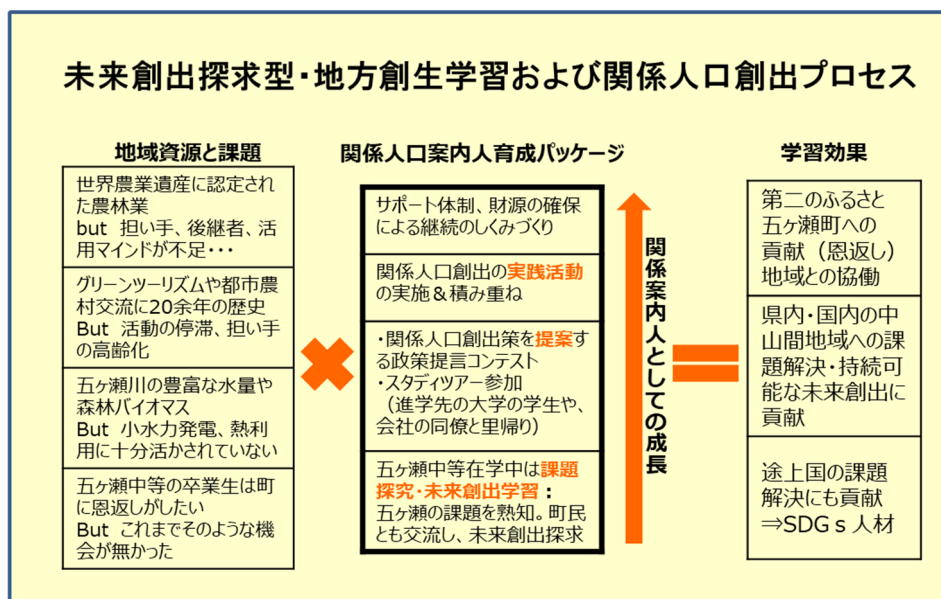 未来創出探求型・地方創生学習および関係人口創出プロセス
地域資源と課題
世界農業遺産に認定された
農林業
but 担い手、後継者、活
用マインドが不足・・・
グリーンツーリズムや都市農
村交流に20余年の歴史
But 活動の停滞、担い手
の高齢化
五ヶ瀬川の豊富な水量や
森林バイオマス
But 小水力発電、熱利
用に十分活かされていない
五ヶ瀬中等の卒業生は町
に恩返しがしたい
But これまでそのような機
会が無かった
関係人口案内人育成パッケージ
サポート体制、財源の確保
による継続のしくみづくり
関係人口創出の実践活動
の実施＆積み重ね
・関係人口創出策を提案す
る政策提言コンテスト
・スタディツアー参加
（進学先の大学の学生や、
会社の同僚と里帰り）
五ヶ瀬中等在学中は課題
探究・未来創出学習：
五ヶ瀬の課題を熟知。町民
とも交流し、未来創出探求
関係案内人としての成長
学習効果
第二のふるさと
五ヶ瀬町への
貢献（恩返し）
地域との協働
県内・国内の中
山間地域への課
題解決・持続可
能な未来創出に
貢献
途上国の課題
解決にも貢献
⇒SDGｓ人材